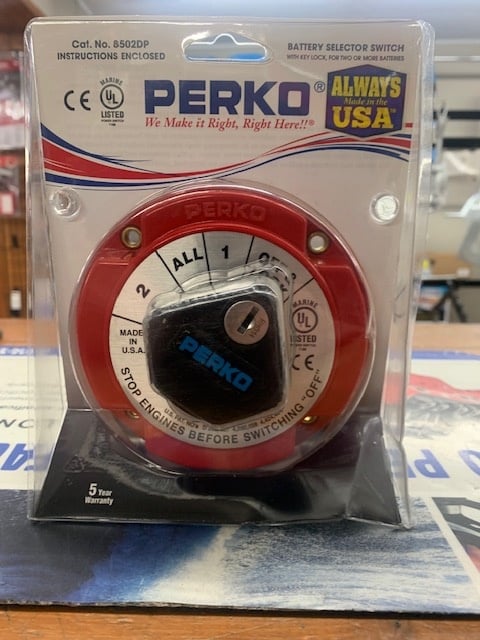 Cat. No. 8502DP
INSTRUCTIONS ENCLOSED
BATTERY SELECTOR SWITCH
WITH KEY LOCK, FOR TWO OR MORE BATTERIES
CE
MARINE
UL
LISTED
PERKO®
We Make it Right, Right Here!!®
ALWAYS
Made in the
USA
PERKO
2
ALL
1
MADE
IN
U.S.A.
MARINE
UL
LISTED
CE
PERKO
STOP ENGINES BEFORE SWITCHING "OFF"
5 Year
Warranty